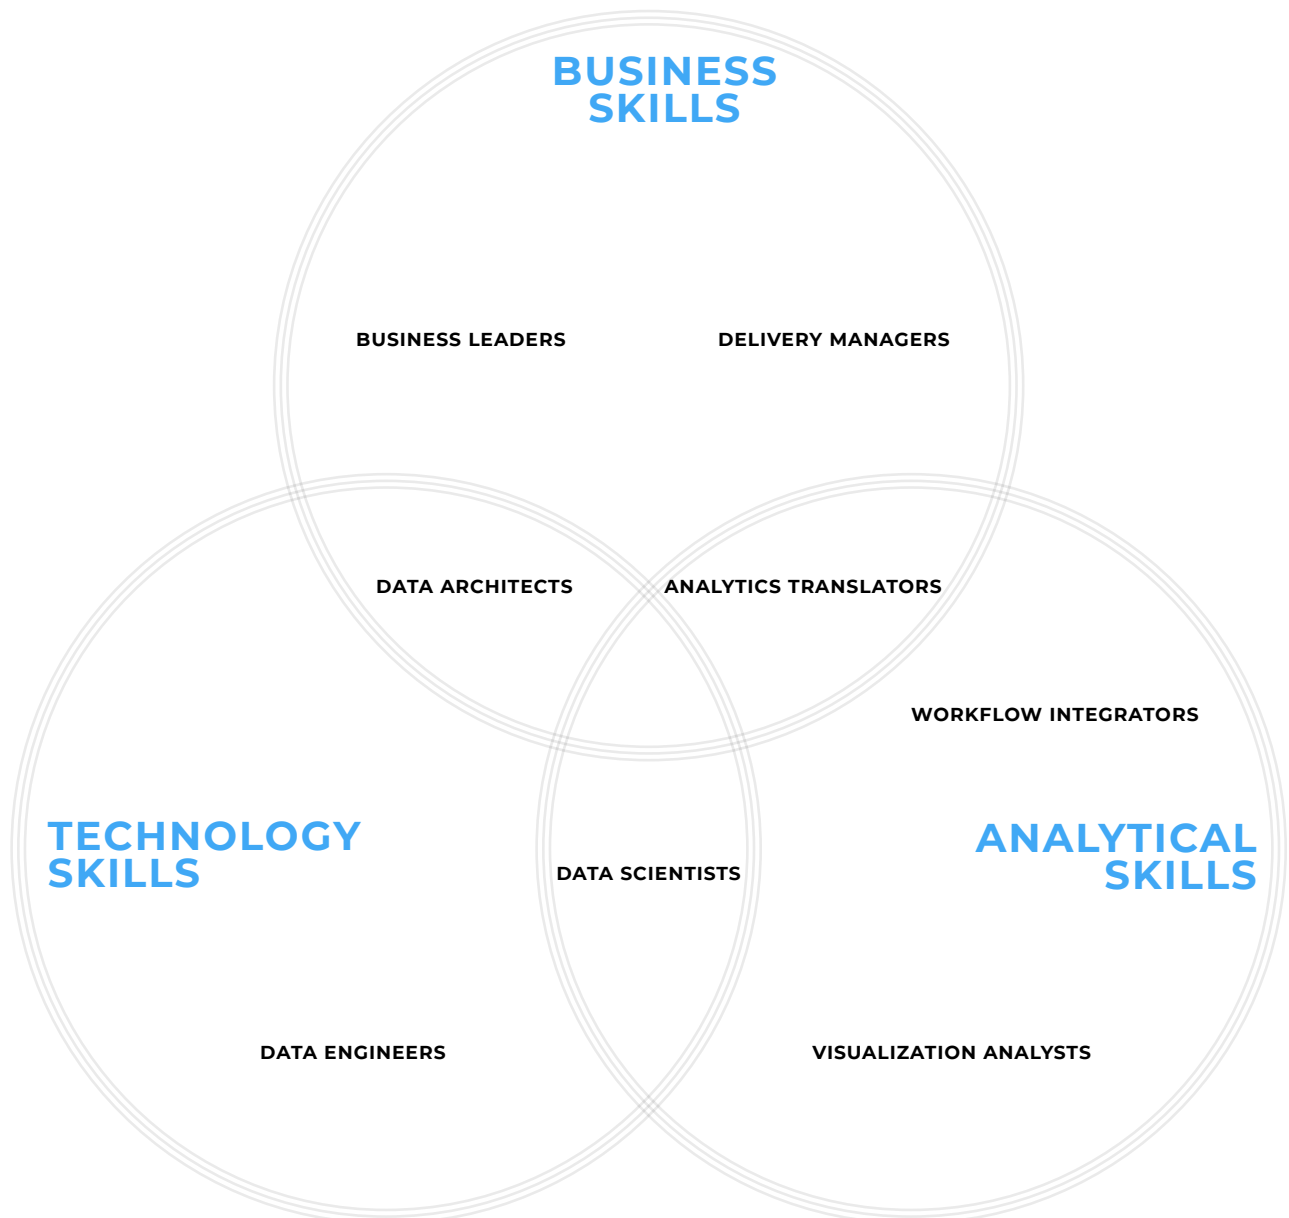 BUSINESS
SKILLS
BUSINESS LEADERS
DELIVERY MANAGERS
DATA ARCHITECTS
ANALYTICS TRANSLATORS
WORKFLOW INTEGRATORS
TECHNOLOGY
SKILLS
ANALYTICAL
SKILLS
DATA SCIENTISTS
DATA ENGINEERS
VISUALIZATION ANALYSTS